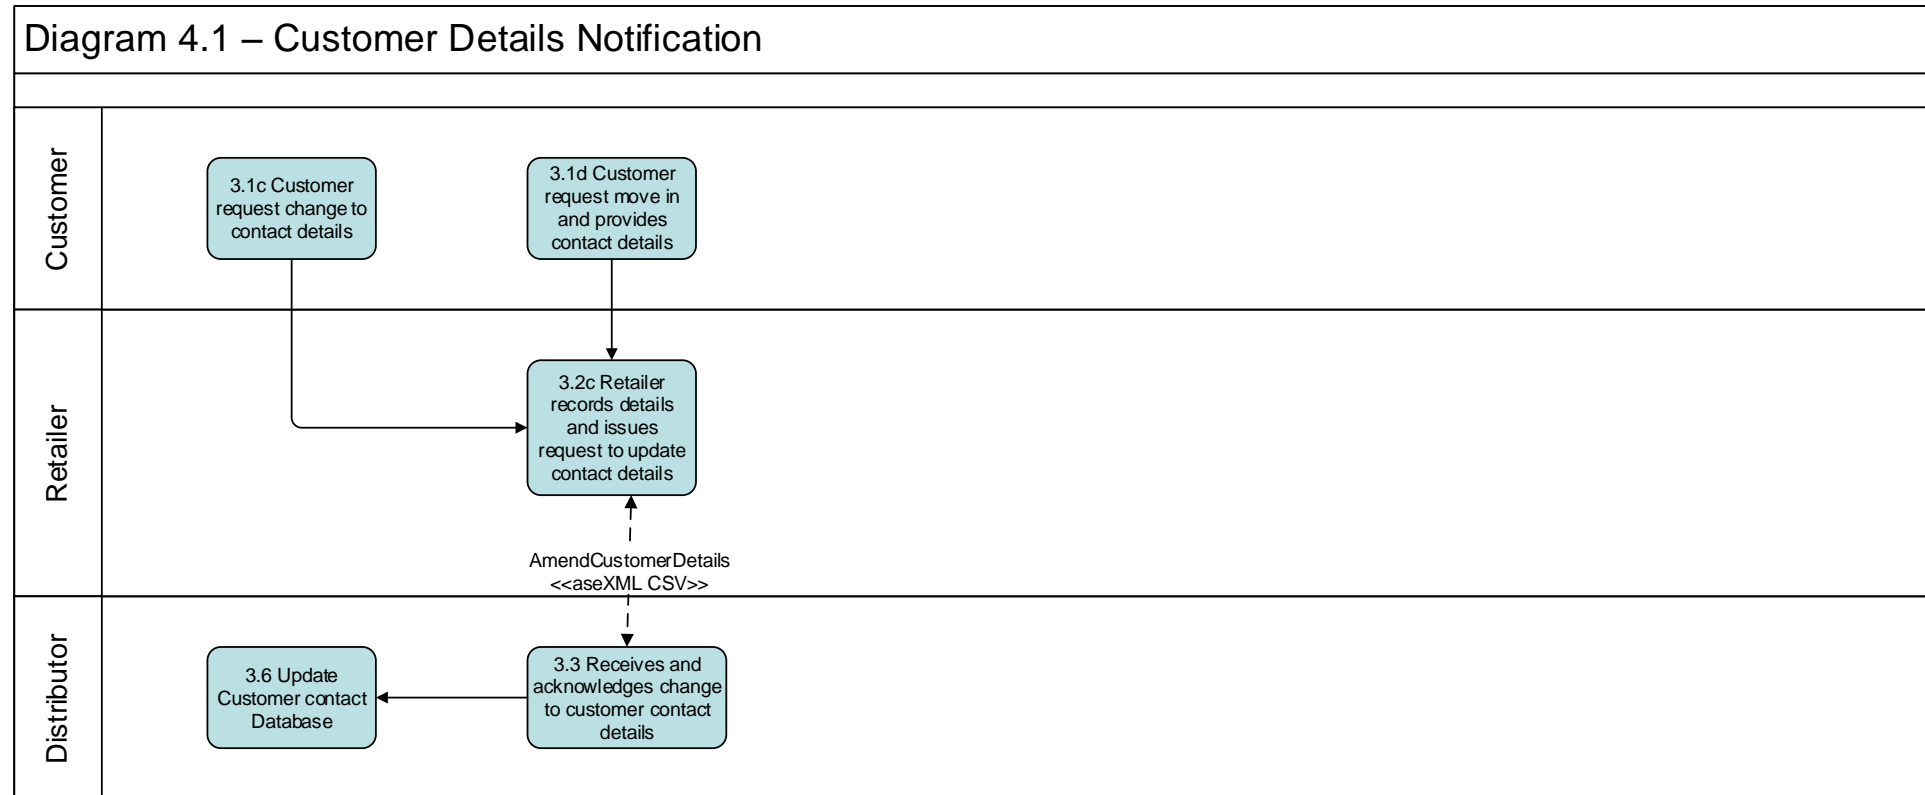 Diagram 4.1 – Customer Details Notification
Customer
3.1c Customer
request change to
contact details
3.1d Customer
request move in
and provides
contact details
Retailer
3.2c Retailer
records details
and issues
request to update
contact details
AmendCustomerDetails
<<aseXML CSV>>
Distributor
3.6 Update
Customer contact
Database
3.3 Receives and
acknowledges change
to customer contact
details